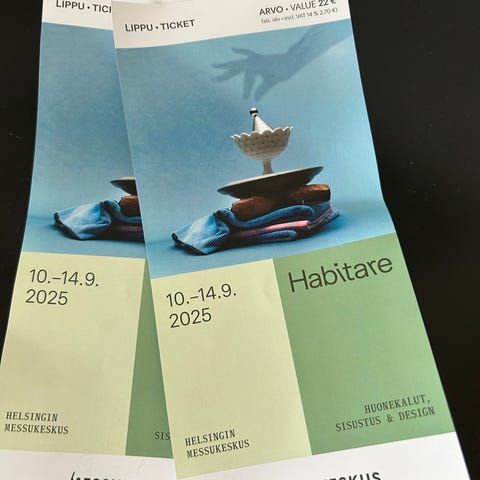 LIPPU • TICKET
ARVO • VALUE 22 €
(sis. alv • incl. VAT 14 % 2,70 €)
Habitare
10.–14.9.
2025
HELSINGIN
MESSUKESKUS
HUONEKALUT,
SISUSTUS & DESIGN
LIPPU • TICKET
10.–14.9.
2025
HELSINGIN
MESSUKESKUS
SIS